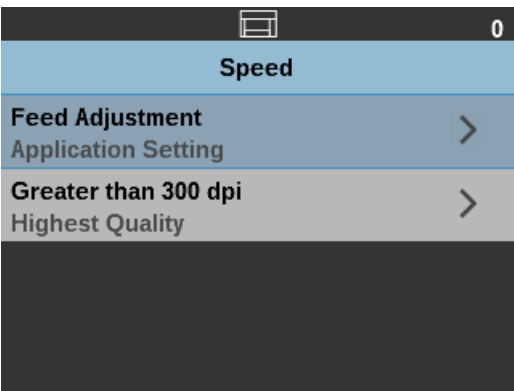 0
Speed
Feed Adjustment
Application Setting
Greater than 300 dpi
Highest Quality